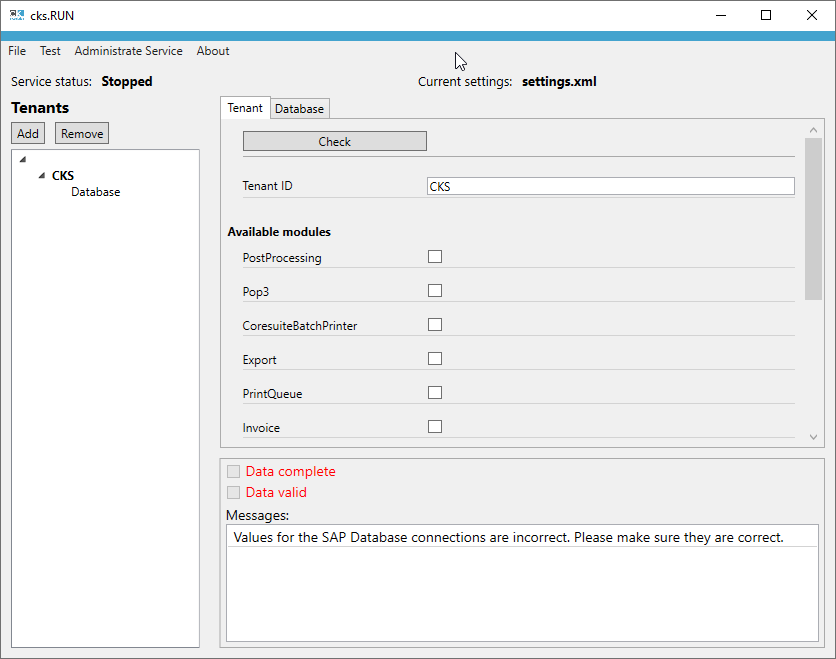 cks.RUN
File Test Administrate Service About
Service status: Stopped Current settings: settings.xml
Tenants
Add Remove
CKS
Database
Tenant Database
Check
Tenant ID CKS
Available modules
PostProcessing
Pop3
CoresuiteBatchPrinter
Export
PrintQueue
Invoice
Data complete
Data valid
Messages:
Values for the SAP Database connections are incorrect. Please make sure they are correct.